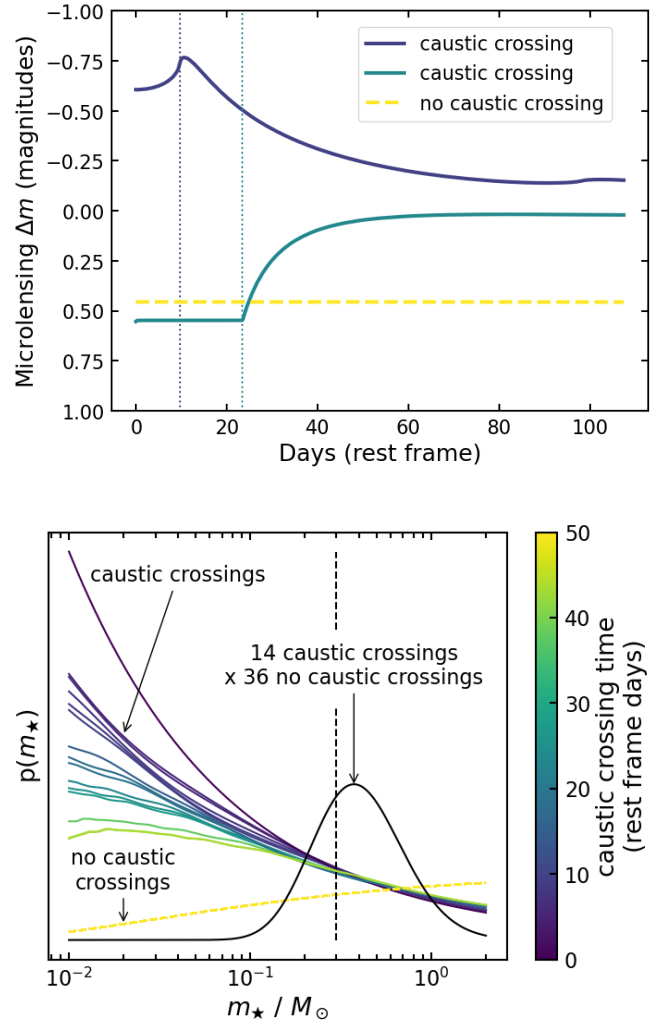 −1.00
−0.75
−0.50
−0.25
0.00
0.25
0.50
0.75
1.00
Microlensing Δm (magnitudes)
caustic crossing
caustic crossing
no caustic crossing
0 20 40 60 80 100
Days (rest frame)
caustic crossings
14 caustic crossings
x 36 no caustic crossings
no caustic
crossings
p(m★)
10⁻² 10⁻¹ 10⁰
m★ / M⊙
50
40
30
20
10
0
caustic crossing time
(rest frame days)